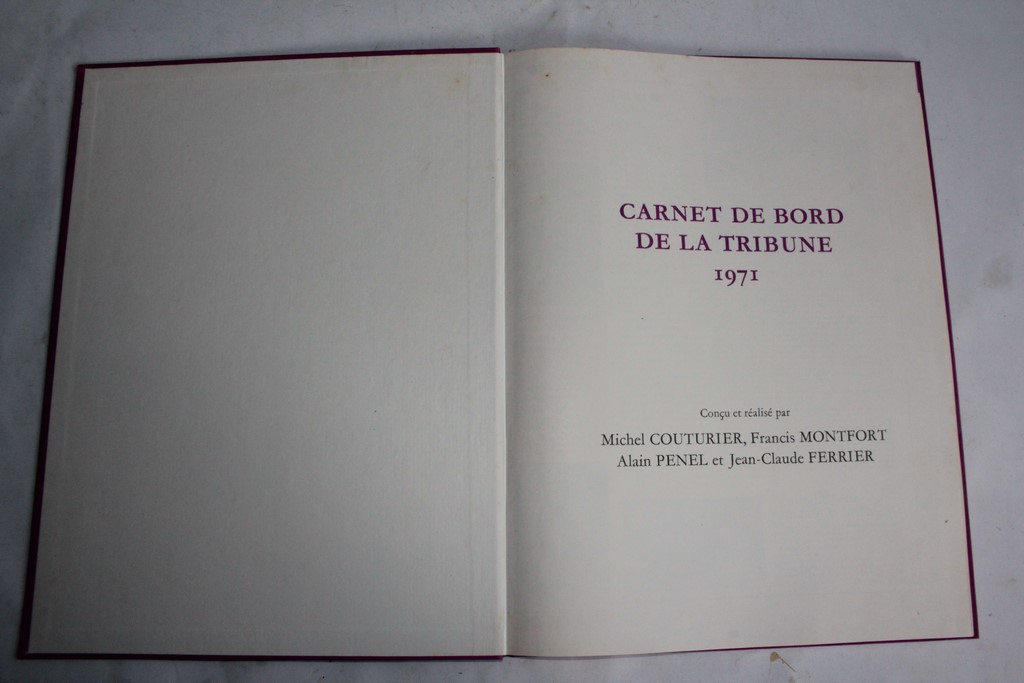 CARNET DE BORD
DE LA TRIBUNE
1971
Conçu et réalisé par
Michel COUTURIER, Francis MONTFORT
Alain PENEL et Jean-Claude FERRIER